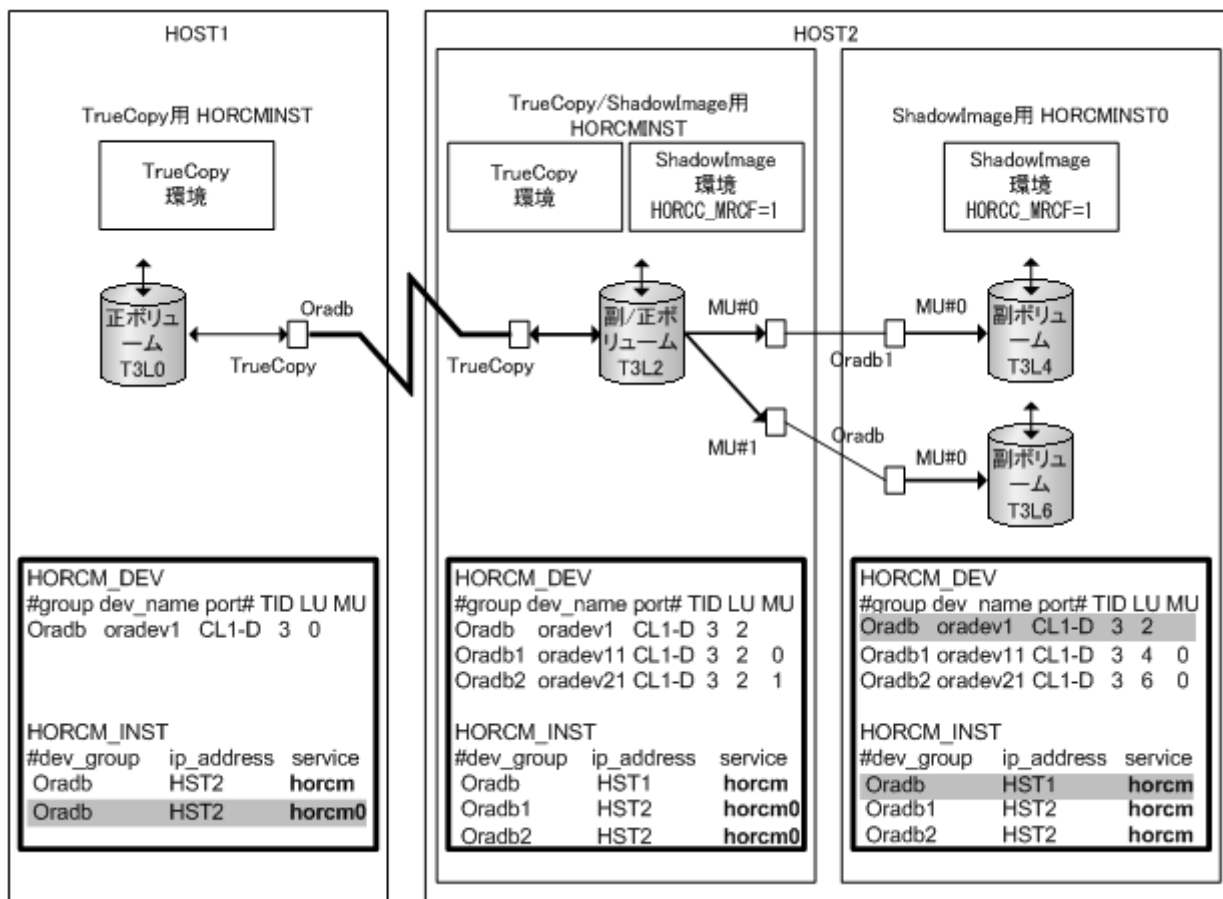 HOST1
TrueCopy用 HORCMINST
TrueCopy
環境
正ボリュ
ーム
T3L0
Oradb
TrueCopy
HORCM_DEV
#group dev_name port# TID LU MU
Oradb oradev1 CL1-D 3 0
HORCM_INST
#dev_group ip_address service
Oradb HST2 horcm
Oradb HST2 horcm0
HOST2
TrueCopy/ShadowImage用
HORCMINST
TrueCopy
環境
ShadowImage
環境
HORCC_MRCF=1
TrueCopy
副/正ボ
リューム
T3L2
MU#0
MU#1
Oradb1
Oradb
HORCM_DEV
#group dev_name port# TID LU MU
Oradb oradev1 CL1-D 3 2
Oradb1 oradev11 CL1-D 3 2 0
Oradb2 oradev21 CL1-D 3 2 1
HORCM_INST
#dev_group ip_address service
Oradb HST1 horcm
Oradb1 HST2 horcm0
Oradb2 HST2 horcm0
ShadowImage用 HORCMINST0
ShadowImage
環境
HORCC_MRCF=1
MU#0
副ボリュ
ーム
T3L4
MU#0
副ボリュ
ーム
T3L6
HORCM_DEV
#group dev_name port# TID LU MU
Oradb oradev1 CL1-D 3 2
Oradb1 oradev11 CL1-D 3 4 0
Oradb2 oradev21 CL1-D 3 6 0
HORCM_INST
#dev_group ip_address service
Oradb HST1 horcm
Oradb1 HST2 horcm
Oradb2 HST2 horcm